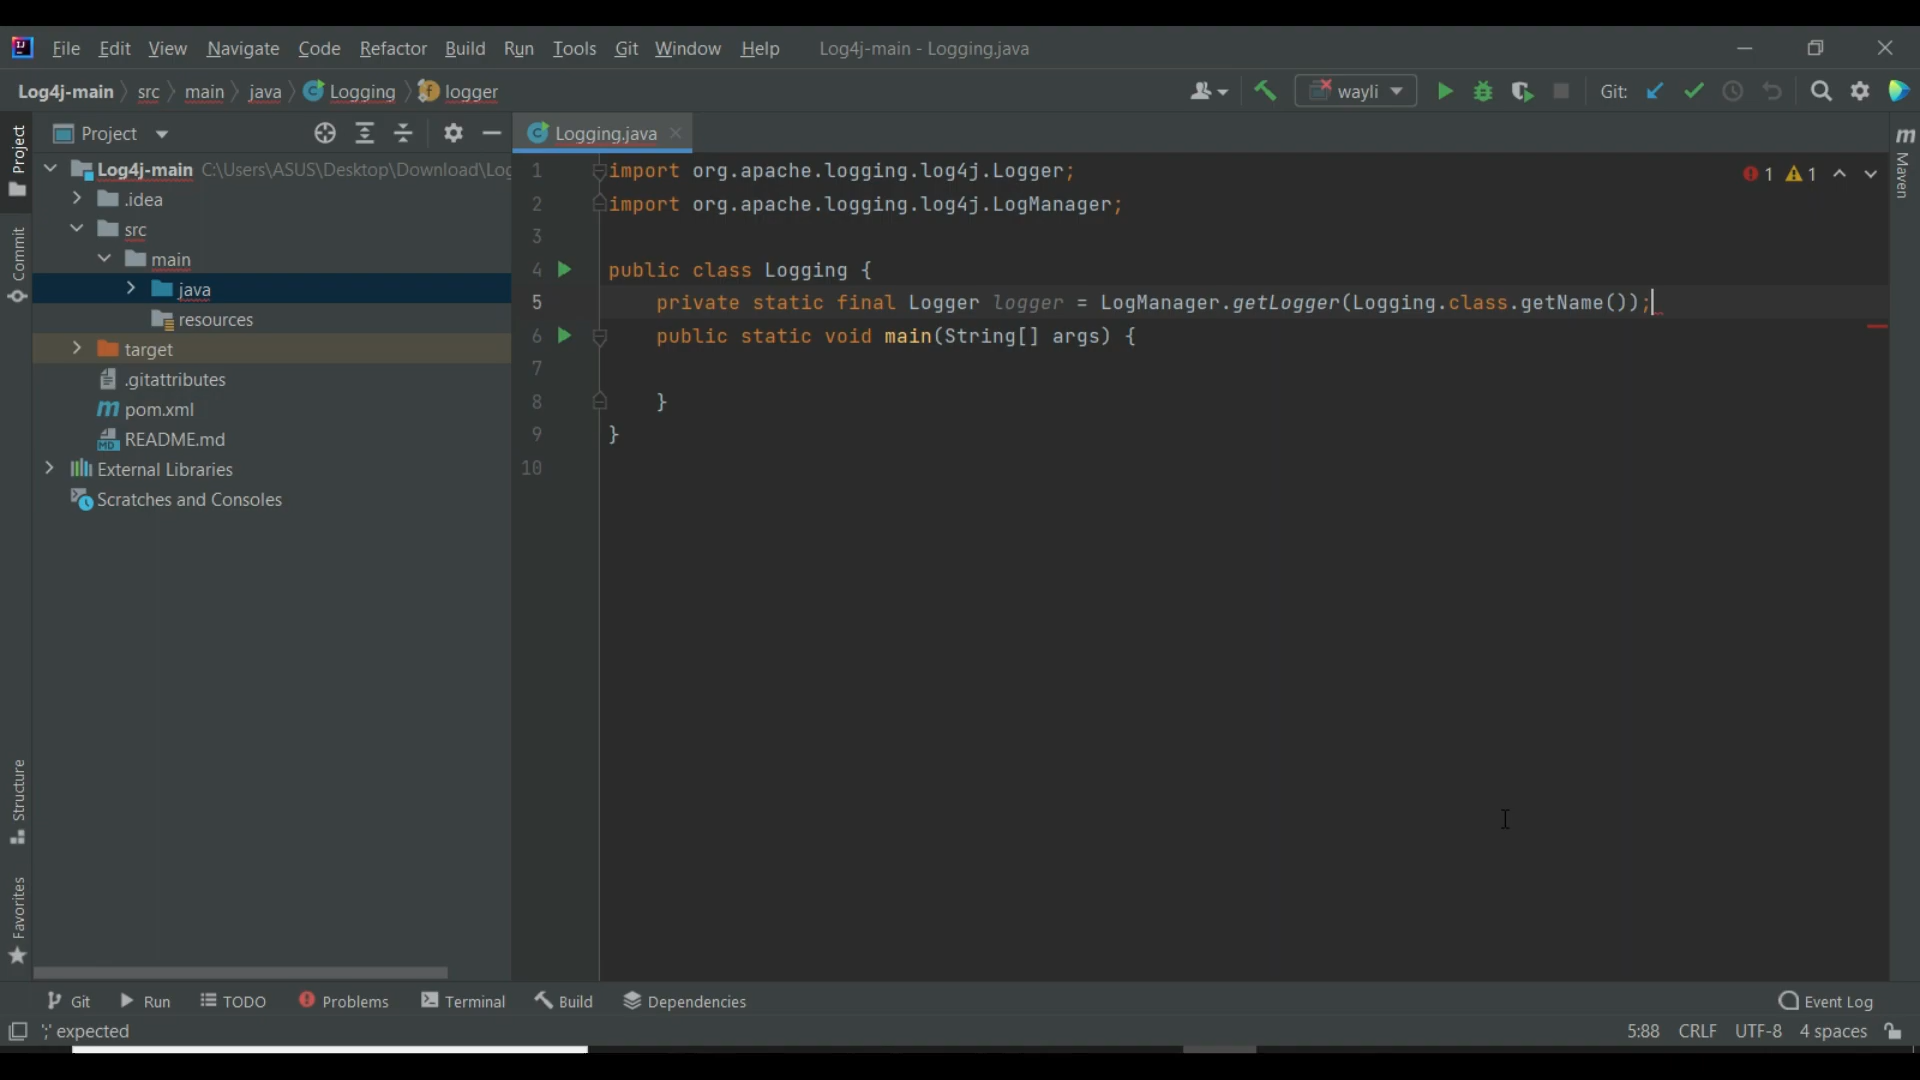 File Edit View Navigate Code Refactor Build Run Tools Git Window Help Log4j-main - Logging.java
Log4j-main src main java Logging logger wayli Git:
Project Logging.java
Log4j-main C:\Users\ASUS\Desktop\Download\Log
.idea
src
main
java
resources
target
.gitattributes
pom.xml
README.md
External Libraries
Scratches and Consoles
1 import org.apache.logging.log4j.Logger;
2 import org.apache.logging.log4j.LogManager;
3
4 public class Logging {
5 private static final Logger logger = LogManager.getLogger(Logging.class.getName());
6 public static void main(String[] args) {
7
8 }
9 }
10
1 1
Project
Commit
Structure
Favorites
Maven
Git Run TODO Problems Terminal Build Dependencies Event Log
';' expected 5:88 CRLF UTF-8 4 spaces